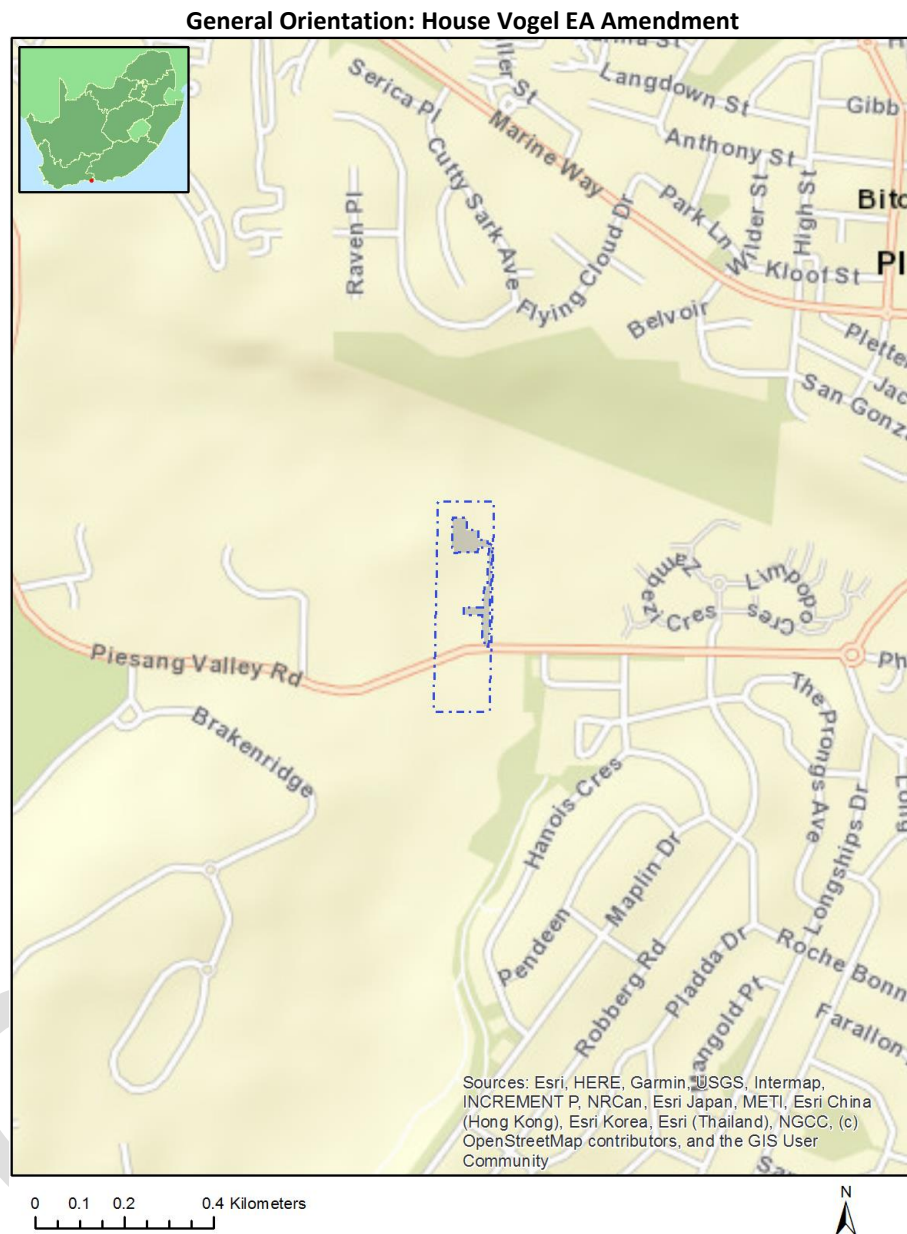 General Orientation: House Vogel EA Amendment
Serica Pl
Marine Way
Langdown St
Gibb
Anthony St
Cutty Sark Ave
Raven Pl
Flying Cloud Dr
Park Ln
Wilder St
High St
Kloof St
Belvoir
San Gonz
Piesang Valley Rd
Brakenridge
Zambezi Cres
Limpopo Cres
The Prongs Ave
Hanois Cres
Maplin Dr
Pendeen
Robberg Rd
Pladda Dr
Mangold Pt
Longships Dr
Long
Roche Bonn
Farallon
Sources: Esri, HERE, Garmin, USGS, Intermap,
INCREMENT P, NRCan, Esri Japan, METI, Esri China
(Hong Kong), Esri Korea, Esri (Thailand), NGCC, (c)
OpenStreetMap contributors, and the GIS User
Community
0 0.1 0.2 0.4 Kilometers
N